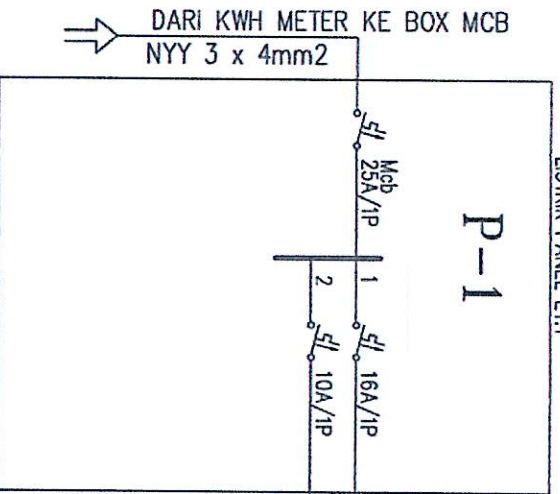 DARI KWH METER KE BOX MCB
NYY 3 x 4mm2
Mcb
25A/1P
P-1
1
2
16A/1P
10A/1P